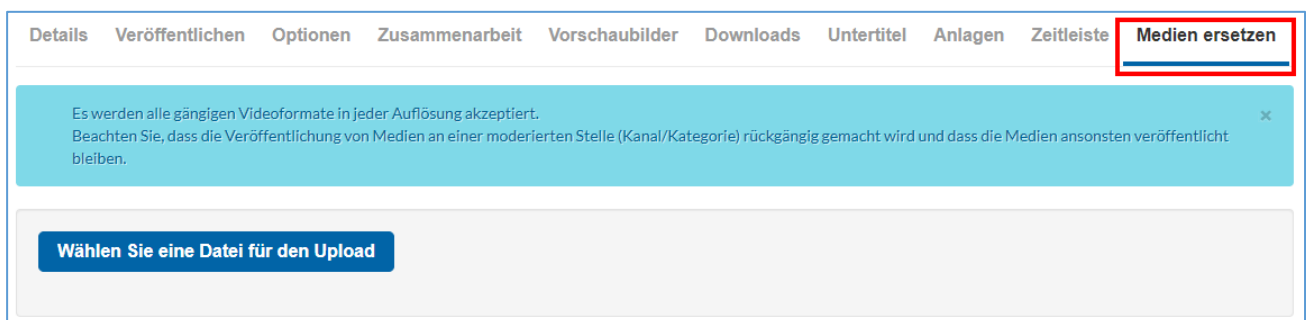 Details Veröffentlichen Optionen Zusammenarbeit Vorschaubilder Downloads Untertitel Anlagen Zeitleiste Medien ersetzen
Es werden alle gängigen Videoformate in jeder Auflösung akzeptiert. ×
Beachten Sie, dass die Veröffentlichung von Medien an einer moderierten Stelle (Kanal/Kategorie) rückgängig gemacht wird und dass die Medien ansonsten veröffentlicht
bleiben.
Wählen Sie eine Datei für den Upload